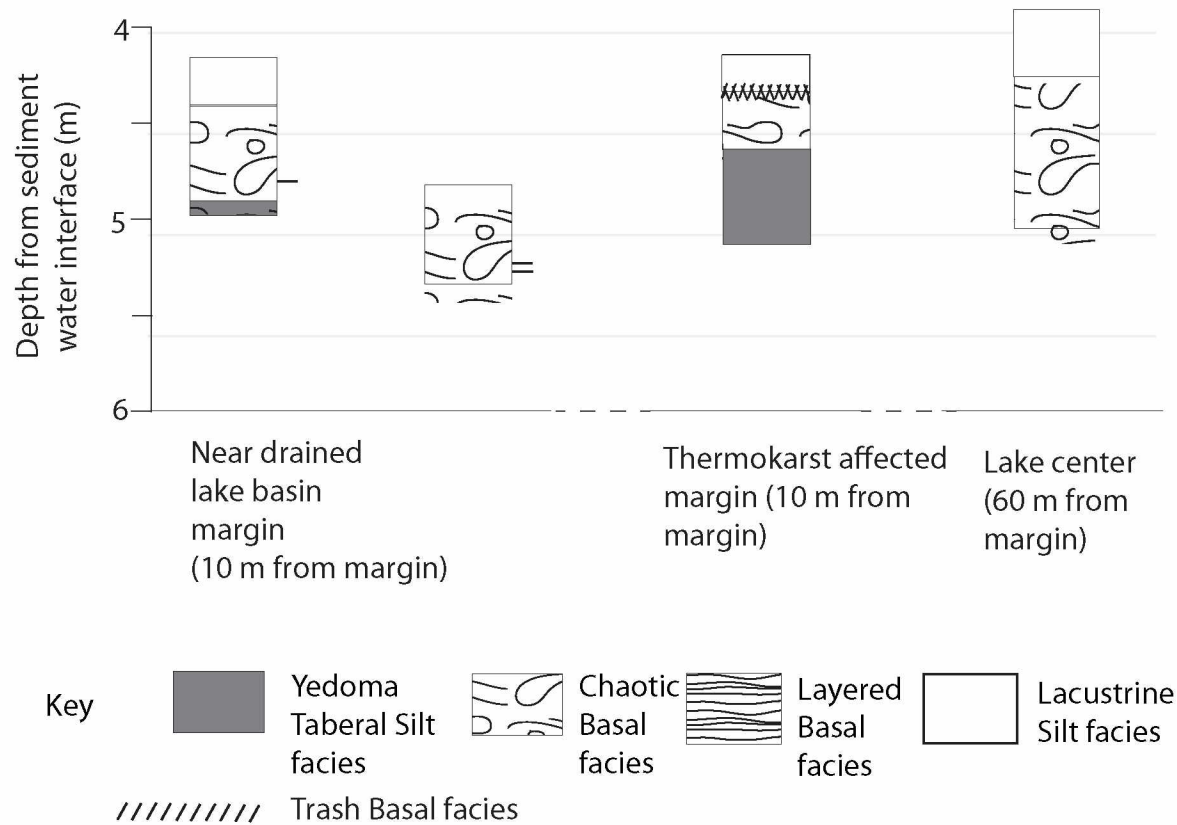 Depth from sediment
water interface (m)
4
5
6
Near drained
lake basin
margin
(10 m from margin)
Thermokarst affected
margin (10 m from
margin)
Lake center
(60 m from
margin)
Key
Yedoma
Taberal Silt
facies
Chaotic
Basal
facies
Layered
Basal
facies
Lacustrine
Silt facies
Trash Basal facies